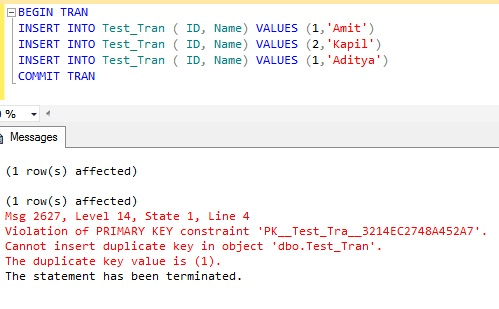 BEGIN TRAN
INSERT INTO Test_Tran ( ID, Name) VALUES (1,'Amit')
INSERT INTO Test_Tran ( ID, Name) VALUES (2,'Kapil')
INSERT INTO Test_Tran ( ID, Name) VALUES (1,'Aditya')
COMMIT TRAN
%
Messages
(1 row(s) affected)
(1 row(s) affected)
Msg 2627, Level 14, State 1, Line 4
Violation of PRIMARY KEY constraint 'PK__Test_Tra__3214EC2748A452A7'.
Cannot insert duplicate key in object 'dbo.Test_Tran'.
The duplicate key value is (1).
The statement has been terminated.